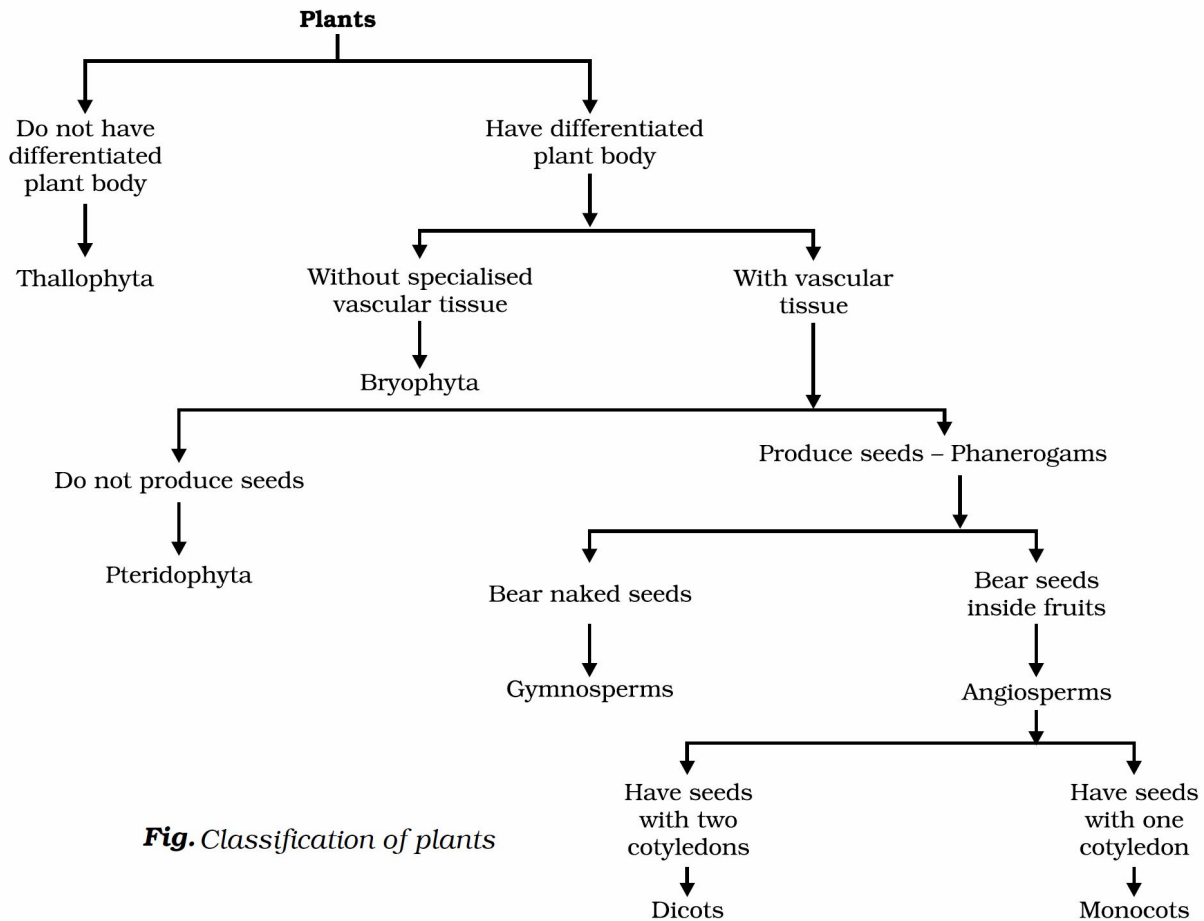 Plants
Do not have
differentiated
plant body
Have differentiated
plant body
Thallophyta
Without specialised
vascular tissue
With vascular
tissue
Bryophyta
Do not produce seeds
Produce seeds – Phanerogams
Pteridophyta
Bear naked seeds
Bear seeds
inside fruits
Gymnosperms
Angiosperms
Have seeds
with two
cotyledons
Have seeds
with one
cotyledon
Dicots
Monocots
Fig. Classification of plants